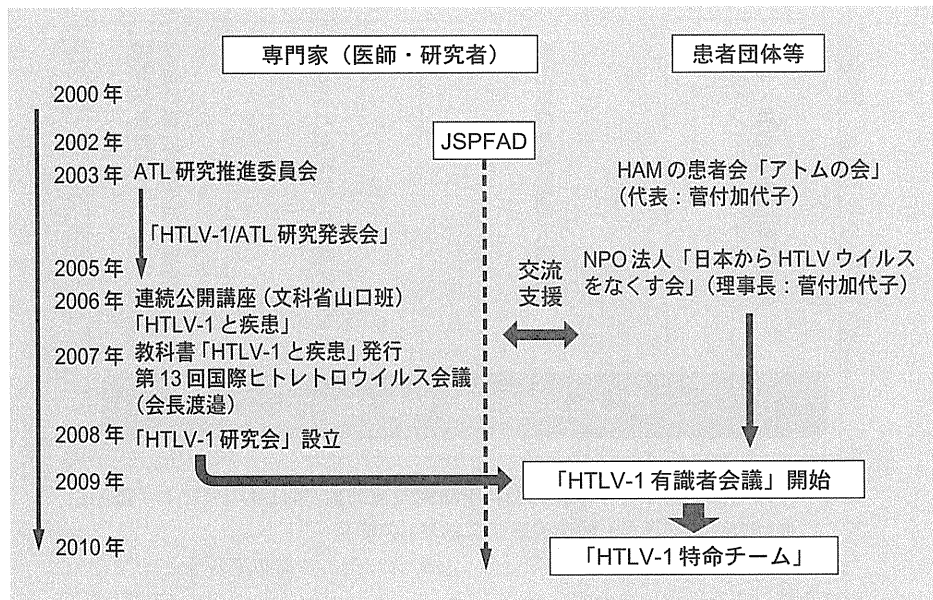 専門家（医師・研究者）
患者団体等
2000年
2002年
JSPFAD
2003年 ATL研究推進委員会
HAMの患者会「アトムの会」
（代表：菅付加代子）
「HTLV-1/ATL研究発表会」
2005年
交流
支援
NPO法人「日本からHTLVウイルス
をなくす会」（理事長：菅付加代子）
2006年 連続公開講座（文科省山口班）
「HTLV-1と疾患」
2007年 教科書「HTLV-1と疾患」発行
第13回国際ヒトレトロウイルス会議
（会長渡邉）
2008年 「HTLV-1研究会」設立
2009年
「HTLV-1有識者会議」開始
2010年
「HTLV-1特命チーム」